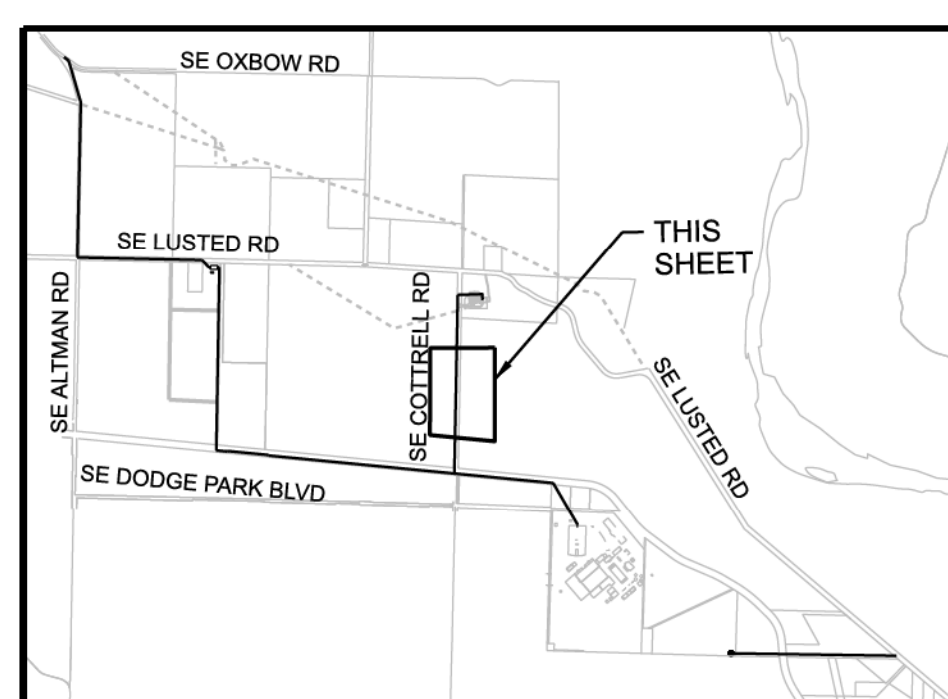 SE OXBOW RD
SE LUSTED RD
THIS
SHEET
SE ALTMAN RD
SE COTTRELL RD
SE LUSTED RD
SE DODGE PARK BLVD